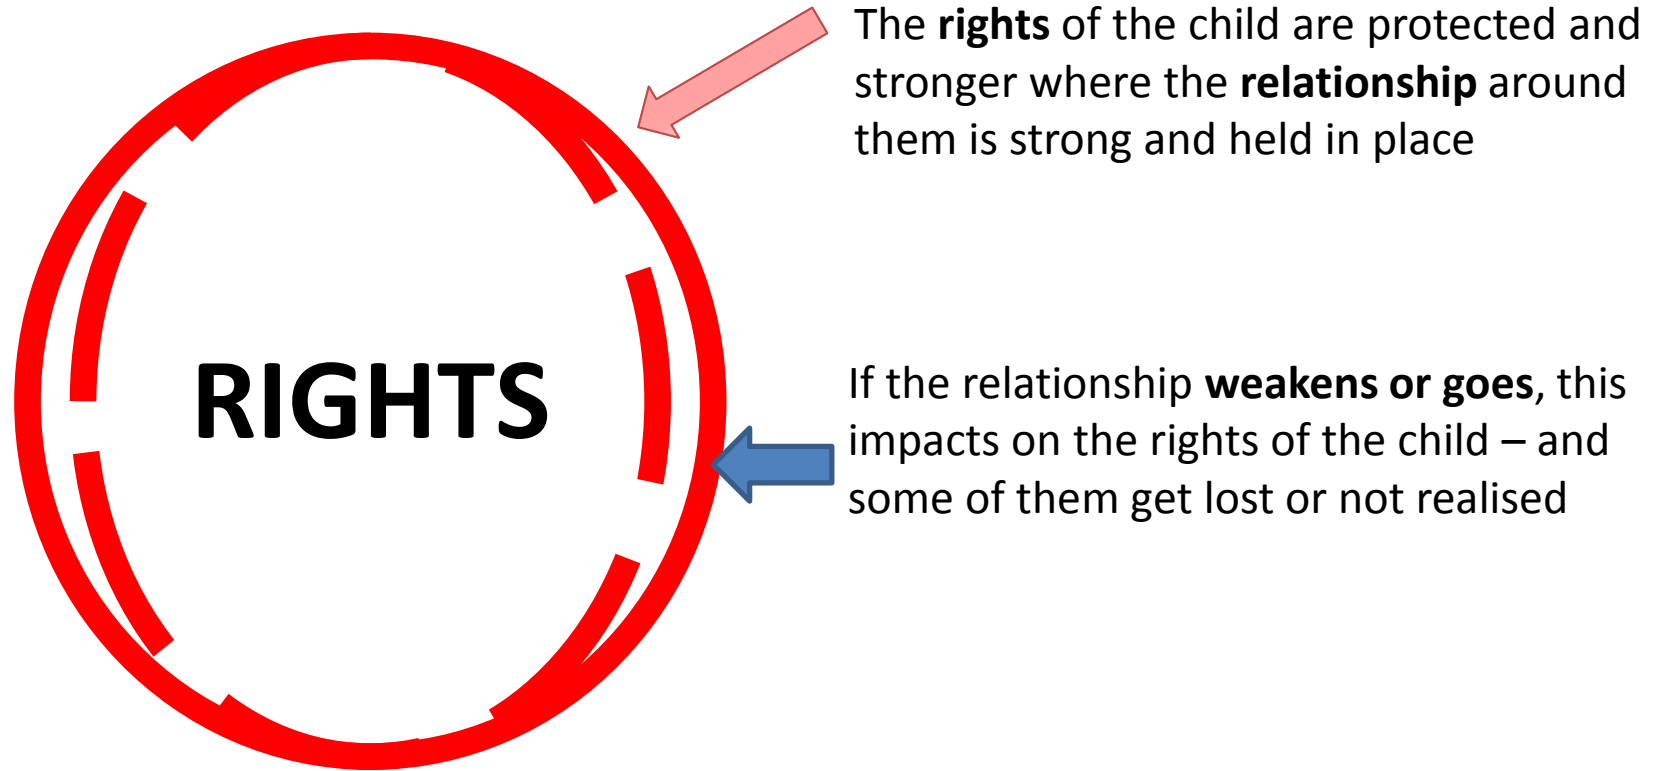 The rights of the child are protected and
stronger where the relationship around
them is strong and held in place
RIGHTS
If the relationship weakens or goes, this
impacts on the rights of the child – and
some of them get lost or not realised